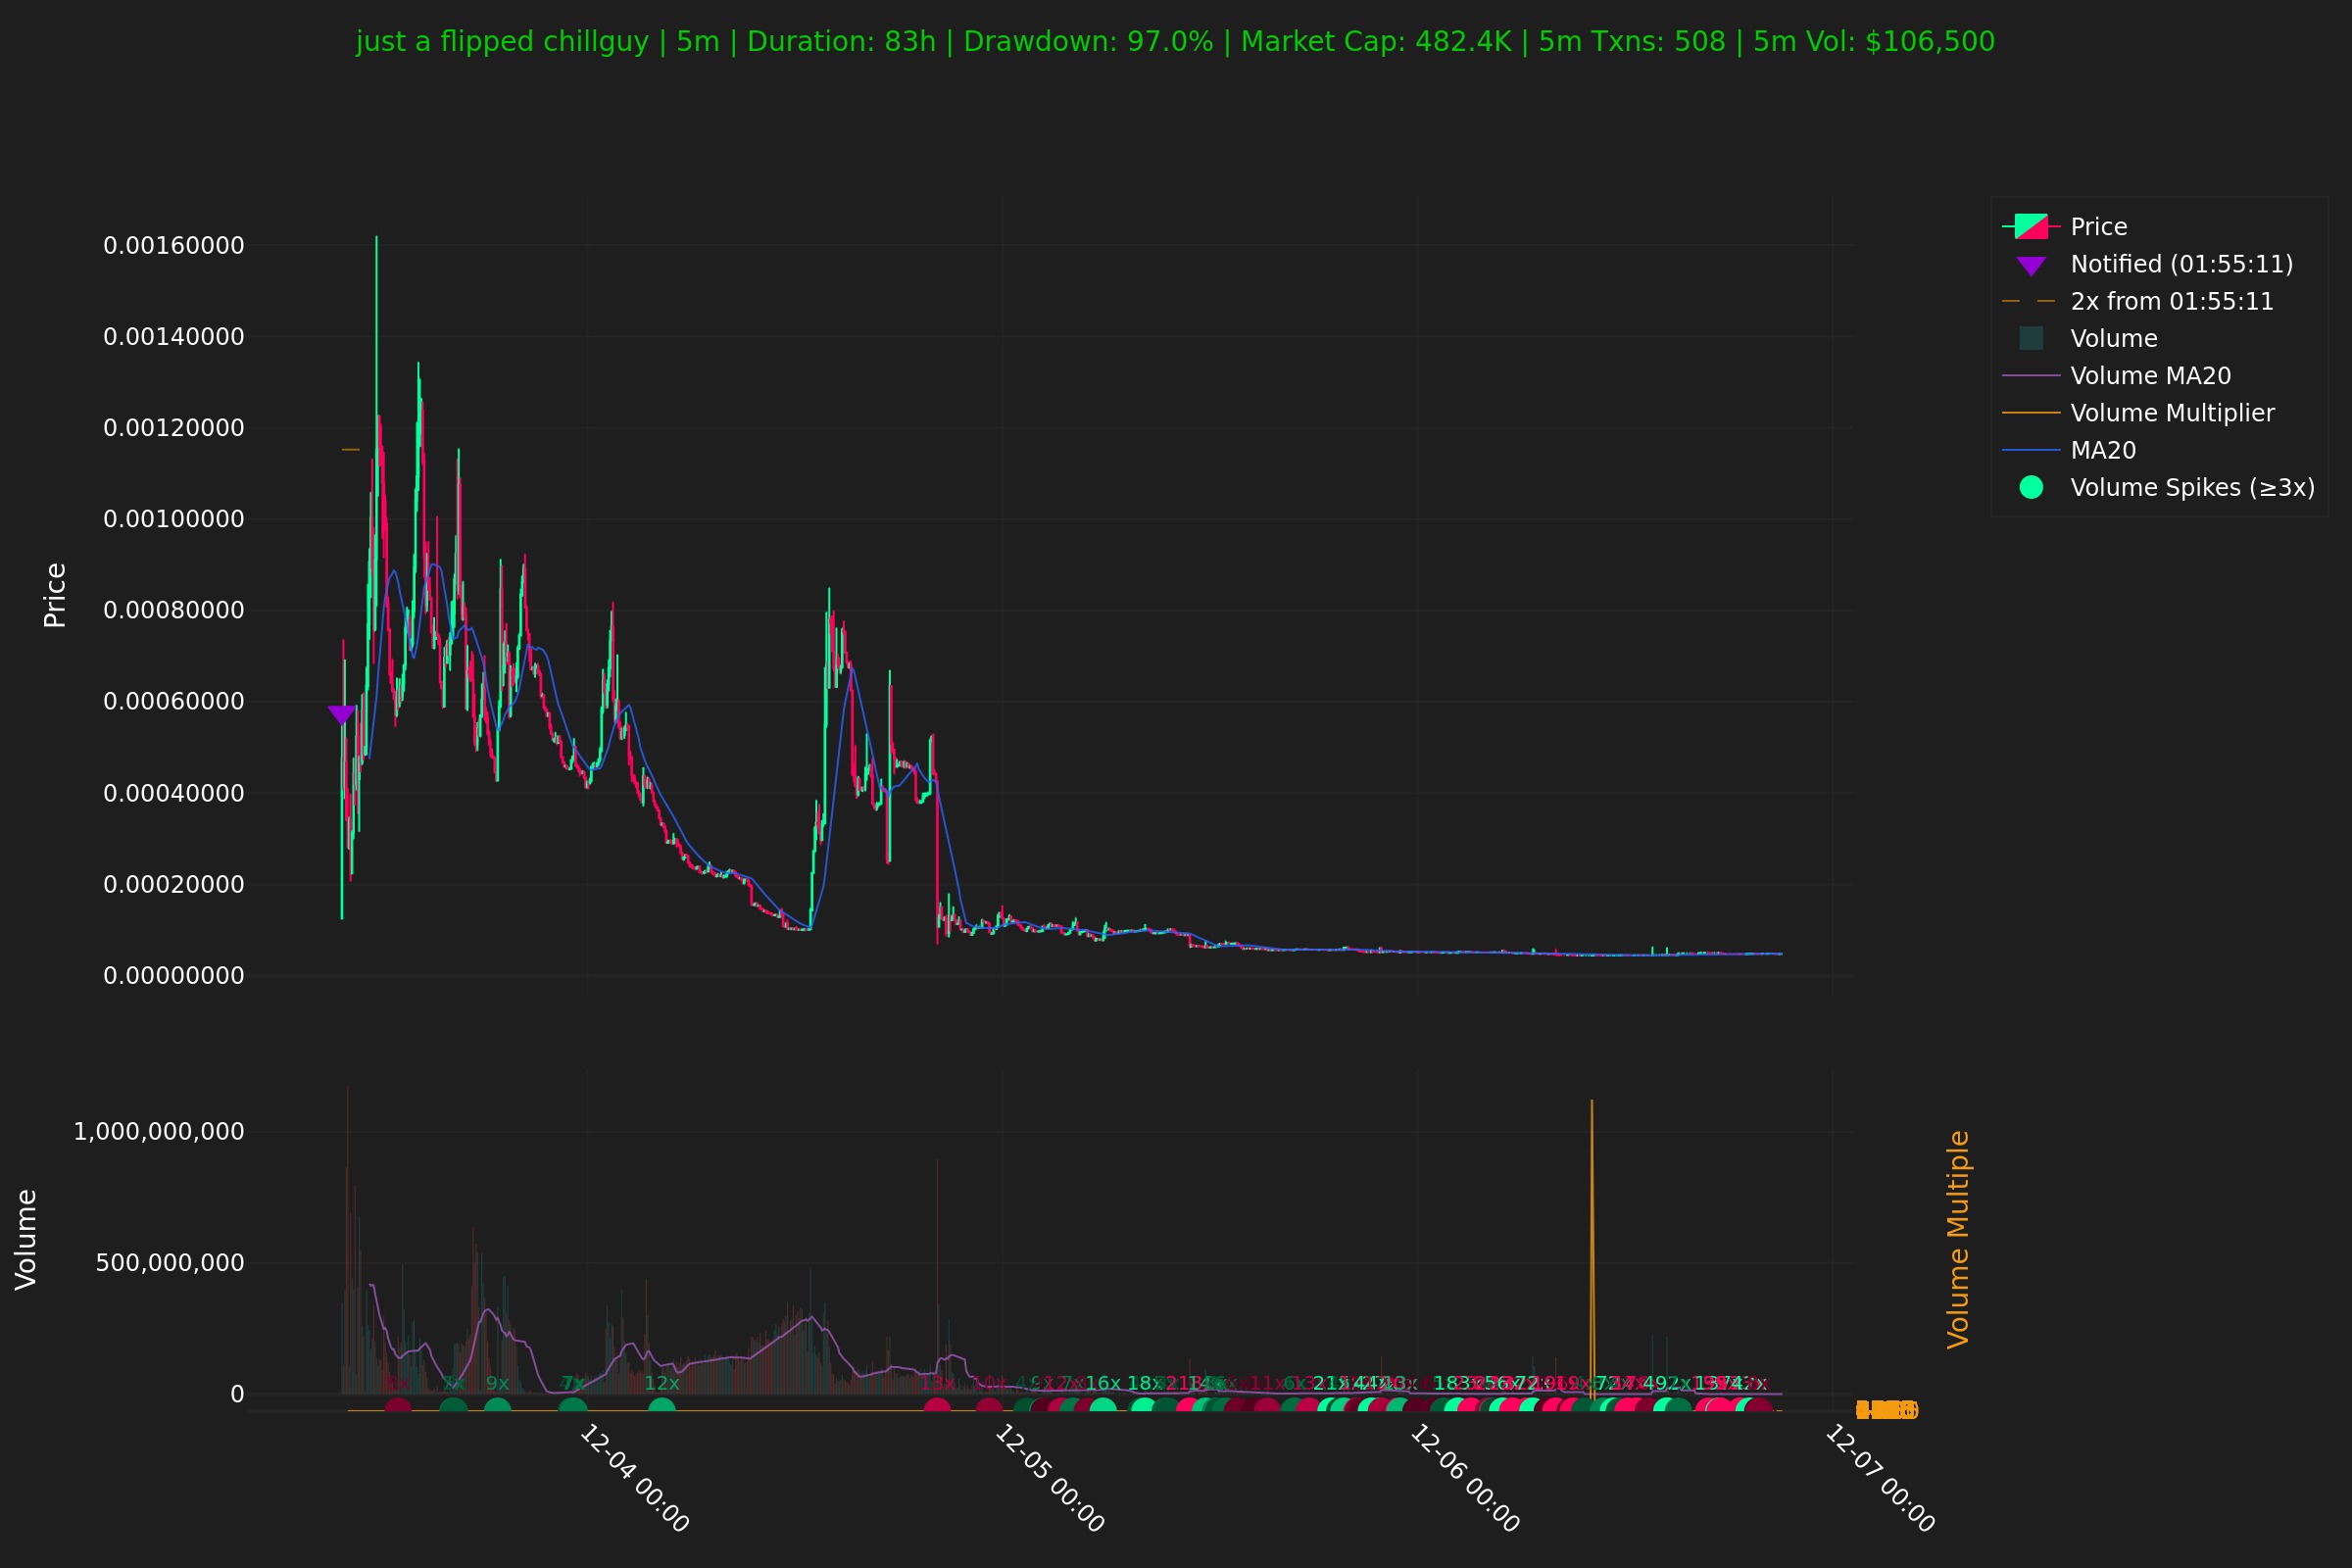 just a flipped chillguy | 5m | Duration: 83h | Drawdown: 97.0% | Market Cap: 482.4K | 5m Txns: 508 | 5m Vol: $106,500
Price
0.00160000
0.00140000
0.00120000
0.00100000
0.00080000
0.00060000
0.00040000
0.00020000
0.00000000
Price
Notified (01:55:11)
2x from 01:55:11
Volume
Volume MA20
Volume Multiplier
MA20
Volume Spikes (≥3x)
Volume
1,000,000,000
500,000,000
0
9x
12x
13x
10x
16x
18x
Volume Multiple
12-04 00:00
12-05 00:00
12-06 00:00
12-07 00:00